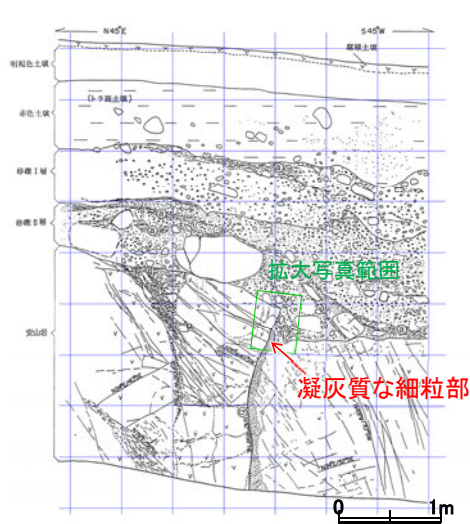 N45E
S45W
腐植土壌
明褐色土壌
(トラ斑土壌)
赤色土壌
砂礫Ⅰ層
砂礫Ⅱ層
拡大写真範囲
安山岩
凝灰質な細粒部
0 1m